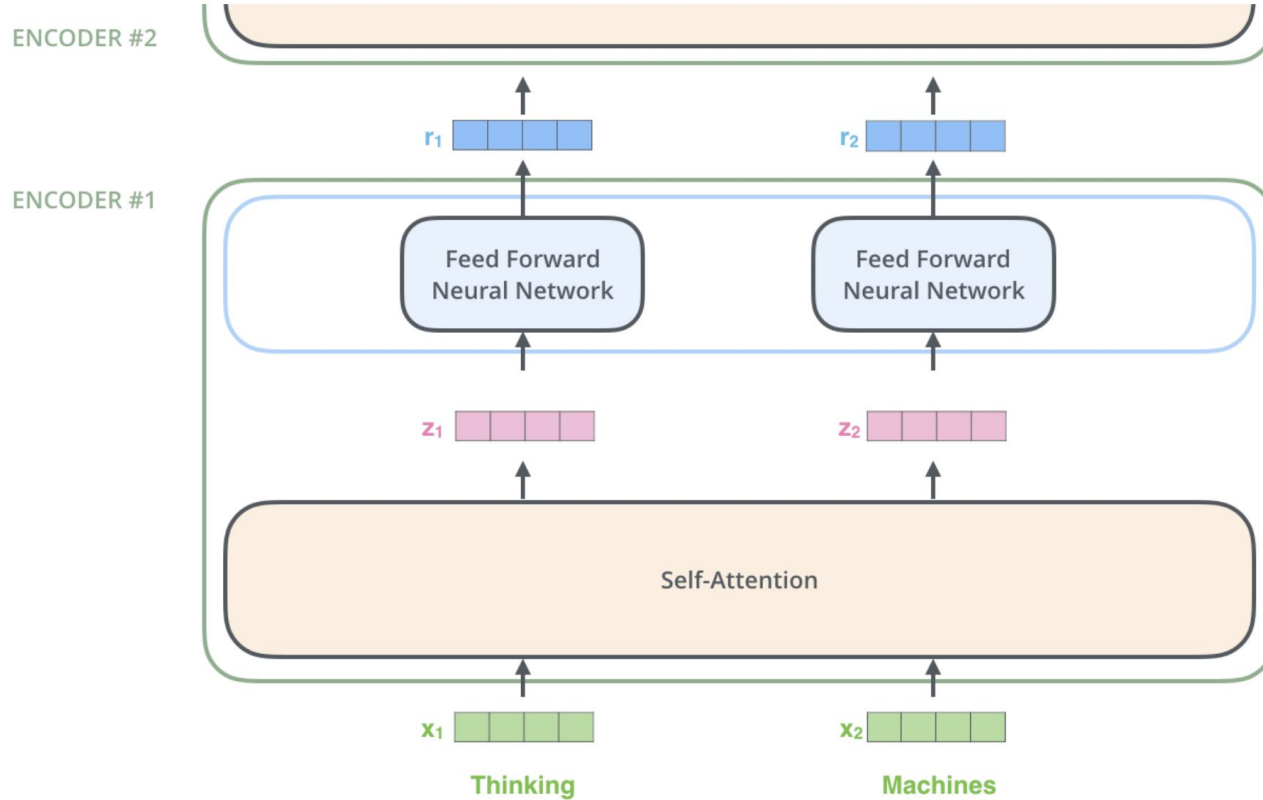 ENCODER #2
r₁
r₂
ENCODER #1
Feed Forward
Neural Network
Feed Forward
Neural Network
z₁
z₂
Self-Attention
x₁
x₂
Thinking
Machines